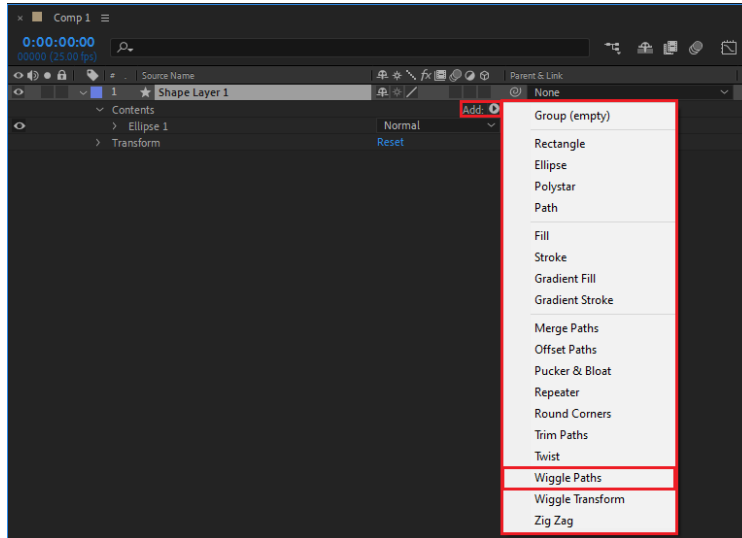 Comp 1
0:00:00:00
00000 (25.00 fps)
# . Source Name fx Parent & Link
1 Shape Layer 1 None
Contents Add:
Ellipse 1 Normal
Transform Reset
Group (empty)
Rectangle
Ellipse
Polystar
Path
Fill
Stroke
Gradient Fill
Gradient Stroke
Merge Paths
Offset Paths
Pucker & Bloat
Repeater
Round Corners
Trim Paths
Twist
Wiggle Paths
Wiggle Transform
Zig Zag